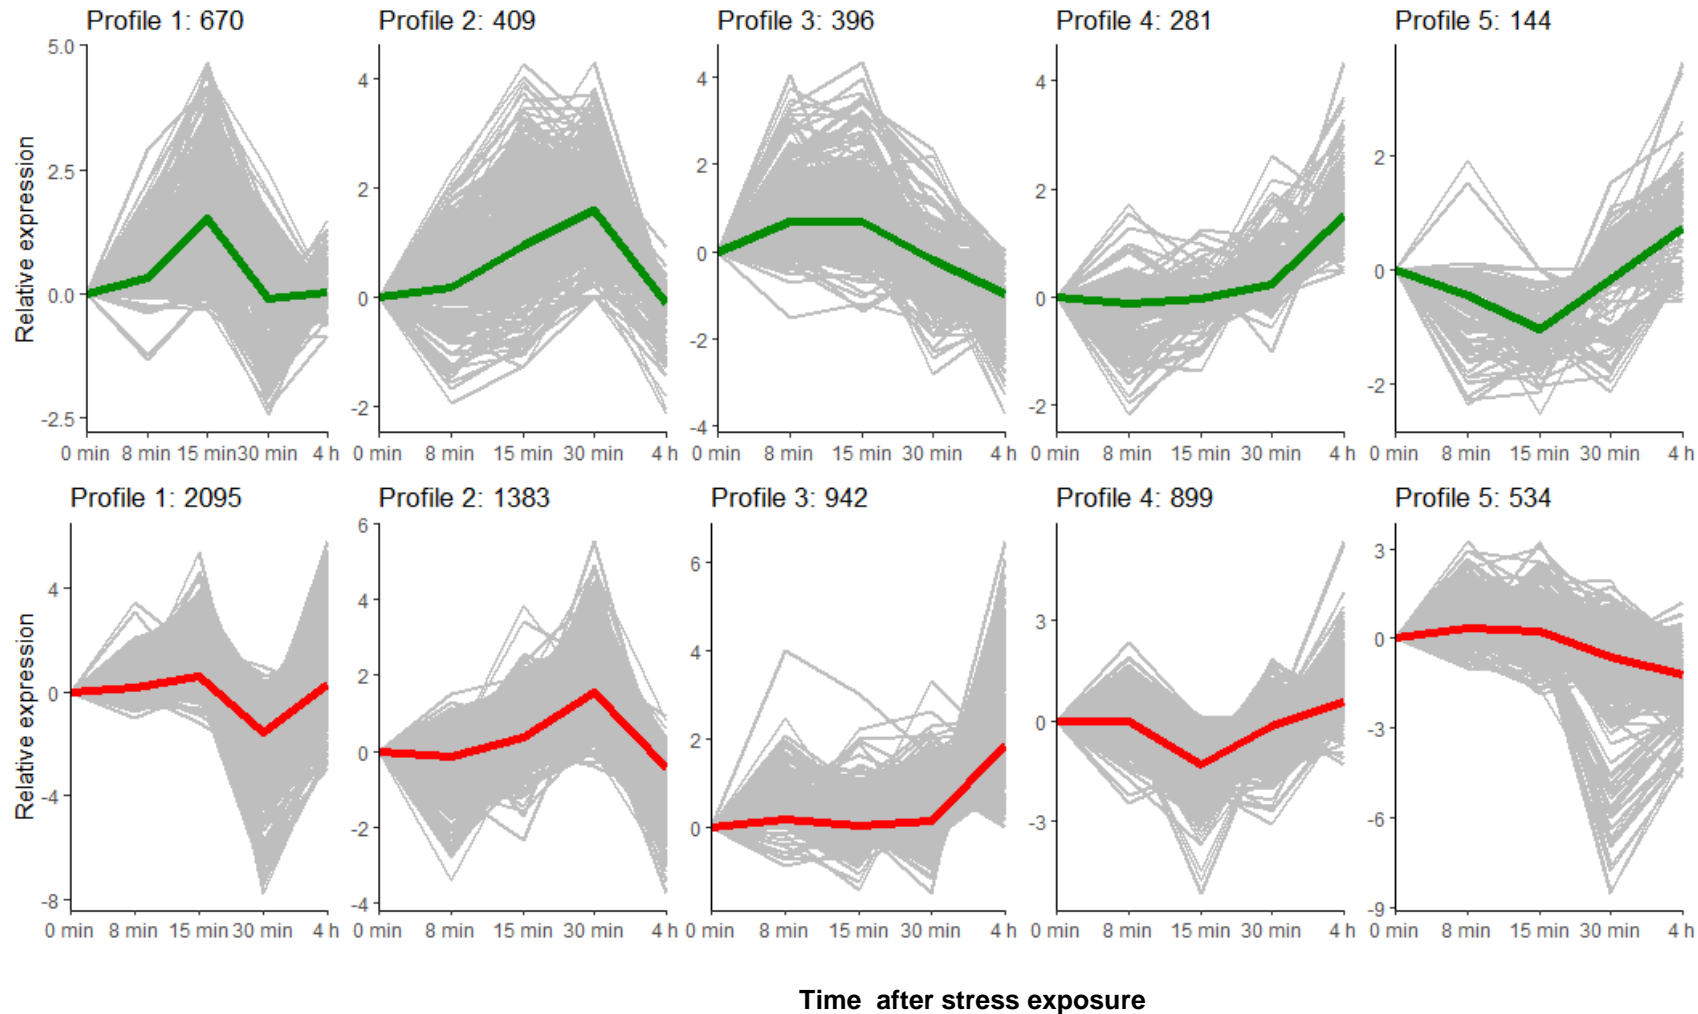 Profile 1: 670
Profile 2: 409
Profile 3: 396
Profile 4: 281
Profile 5: 144
Relative expression
5.0
2.5
0.0
-2.5
4
2
0
-2
4
2
0
-2
-4
4
2
0
-2
2
0
-2
0 min 8 min 15 min 30 min 4 h
0 min 8 min 15 min 30 min 4 h
0 min 8 min 15 min 30 min 4 h
0 min 8 min 15 min 30 min 4 h
0 min 8 min 15 min 30 min 4 h
Profile 1: 2095
Profile 2: 1383
Profile 3: 942
Profile 4: 899
Profile 5: 534
Relative expression
4
0
-4
-8
6
4
2
0
-2
-4
6
4
2
0
3
0
-3
3
0
-3
-6
-9
0 min 8 min 15 min 30 min 4 h
0 min 8 min 15 min 30 min 4 h
0 min 8 min 15 min 30 min 4 h
0 min 8 min 15 min 30 min 4 h
0 min 8 min 15 min 30 min 4 h
Time after stress exposure